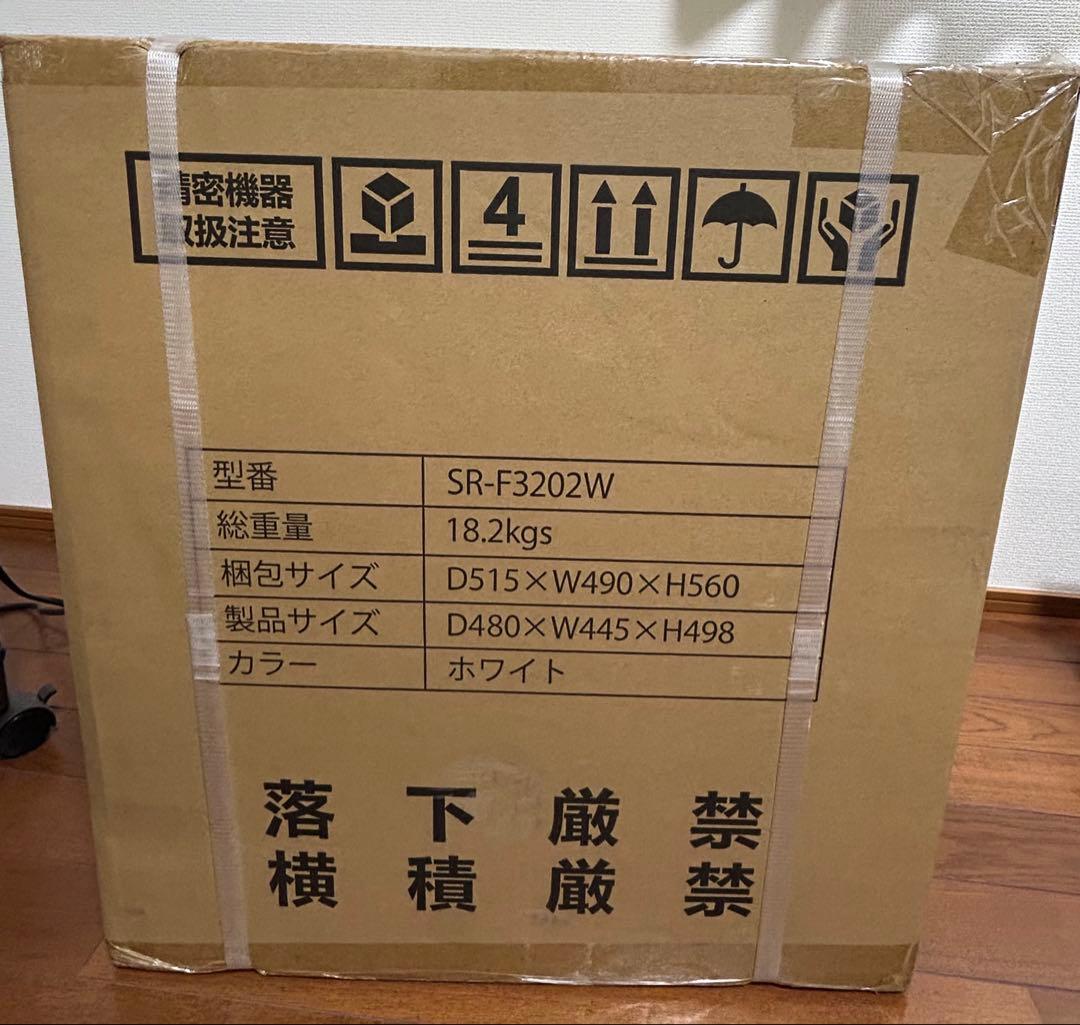 精密機器
取扱注意
4
型番 SR-F3202W
総重量 18.2kgs
梱包サイズ D515×W490×H560
製品サイズ D480×W445×H498
カラー ホワイト
落下厳禁
横積厳禁